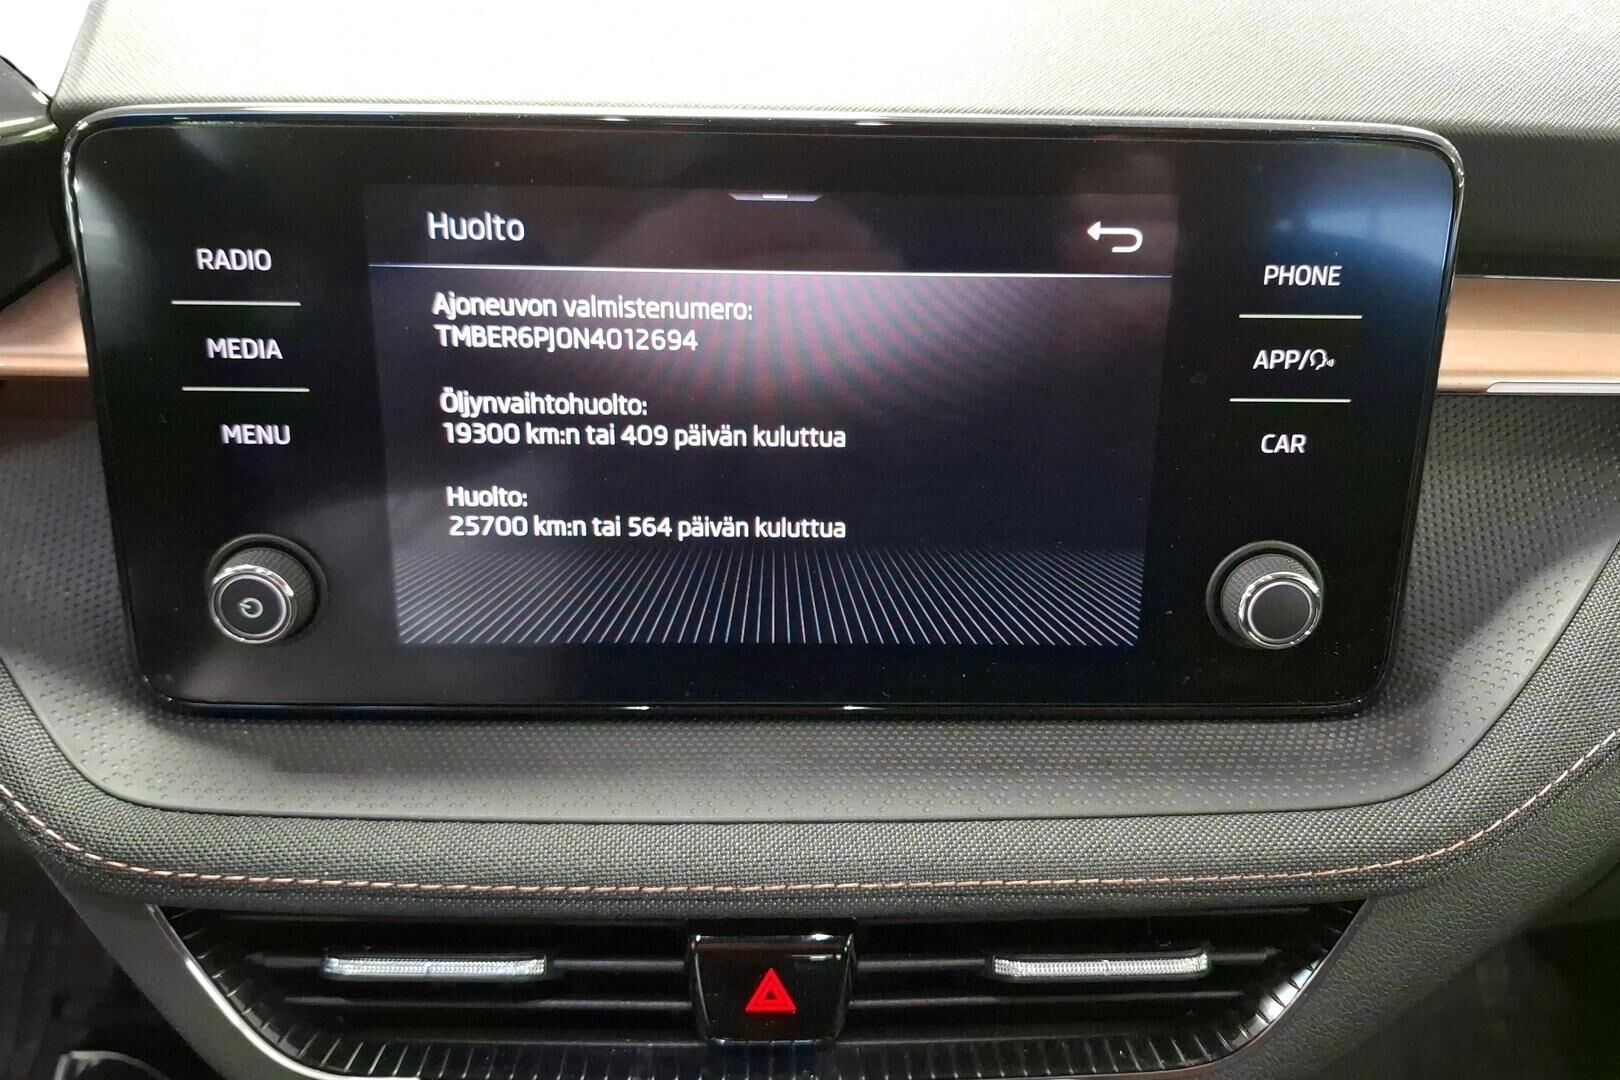 Huolto
RADIO
MEDIA
MENU
Ajoneuvon valmistenumero:
TMBER6PJ0N4012694
Öljynvaihtohuolto:
19300 km:n tai 409 päivän kuluttua
Huolto:
25700 km:n tai 564 päivän kuluttua
PHONE
APP/
CAR